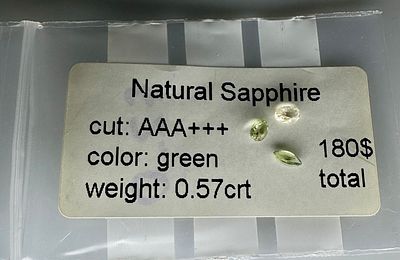 Natural Sapphire
cut: AAA+++
color: green
weight: 0.57crt
180$
total